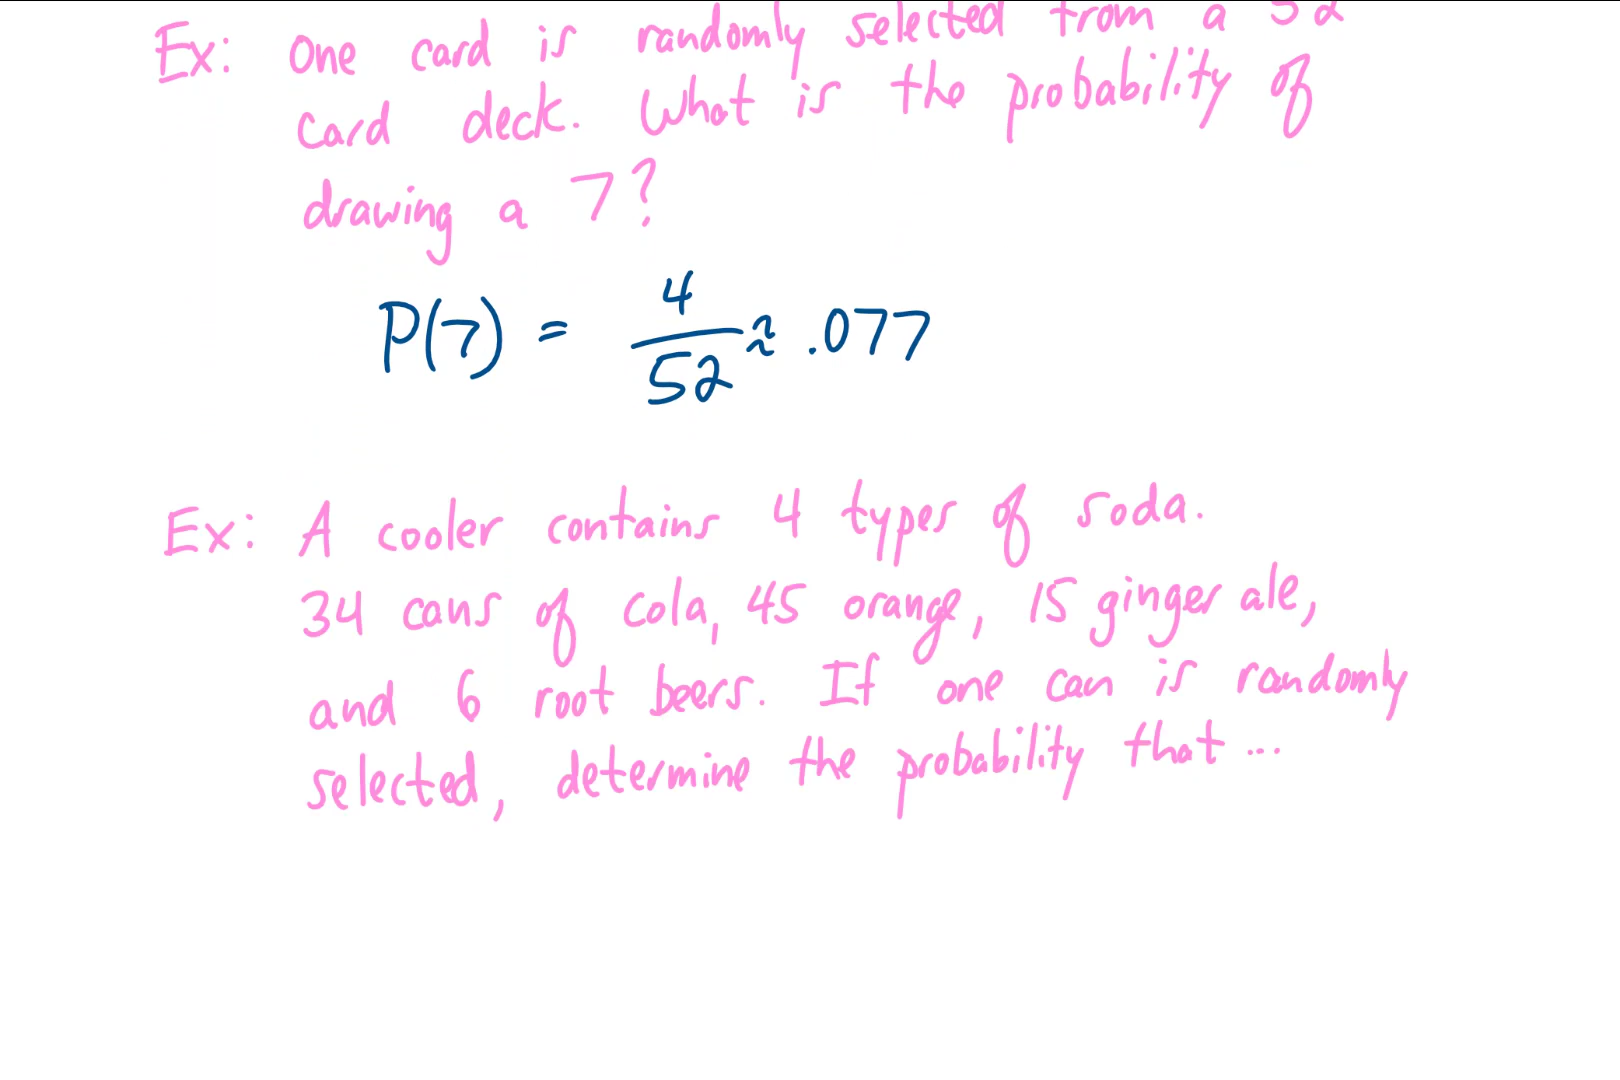 Ex: One card is randomly selected from a 52
card deck. What is the probability of
drawing a 7?
P(7) = 4/52 ≈ .077
Ex: A cooler contains 4 types of soda.
34 cans of cola, 45 orange, 15 ginger ale,
and 6 root beers. If one can is randomly
selected, determine the probability that ...